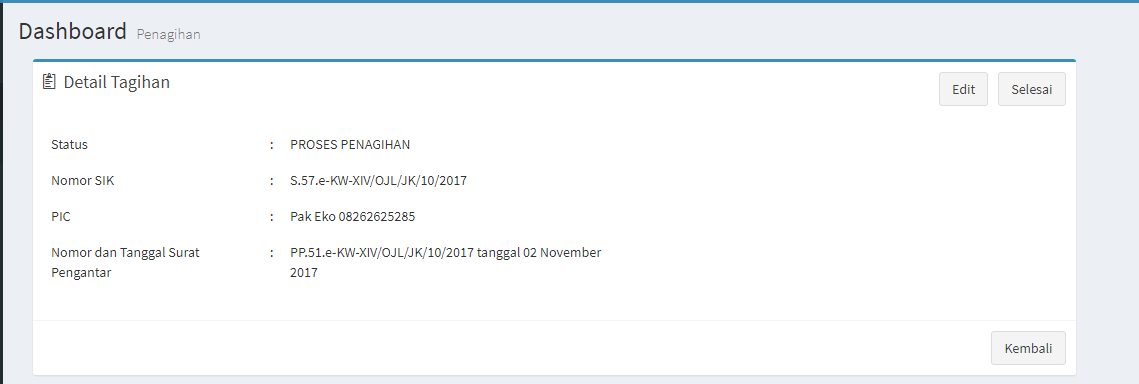 Dashboard Penagihan
Detail Tagihan
Edit
Selesai
Status : PROSES PENAGIHAN
Nomor SIK : S.57.e-KW-XIV/OJL/JK/10/2017
PIC : Pak Eko 08262625285
Nomor dan Tanggal Surat : PP.51.e-KW-XIV/OJL/JK/10/2017 tanggal 02 November
Pengantar 2017
Kembali